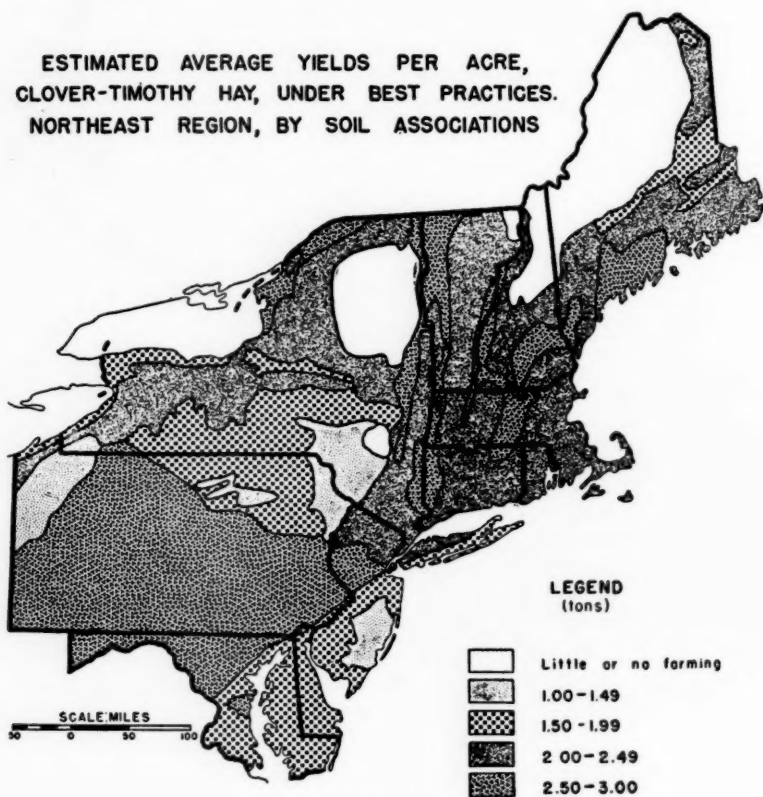 ESTIMATED AVERAGE YIELDS PER ACRE,
CLOVER-TIMOTHY HAY, UNDER BEST PRACTICES.
NORTHEAST REGION, BY SOIL ASSOCIATIONS
LEGEND
(tons)
Little or no farming
1.00-1.49
1.50-1.99
2 00-2.49
2.50-3.00
SCALE:MILES
50 0 50 100